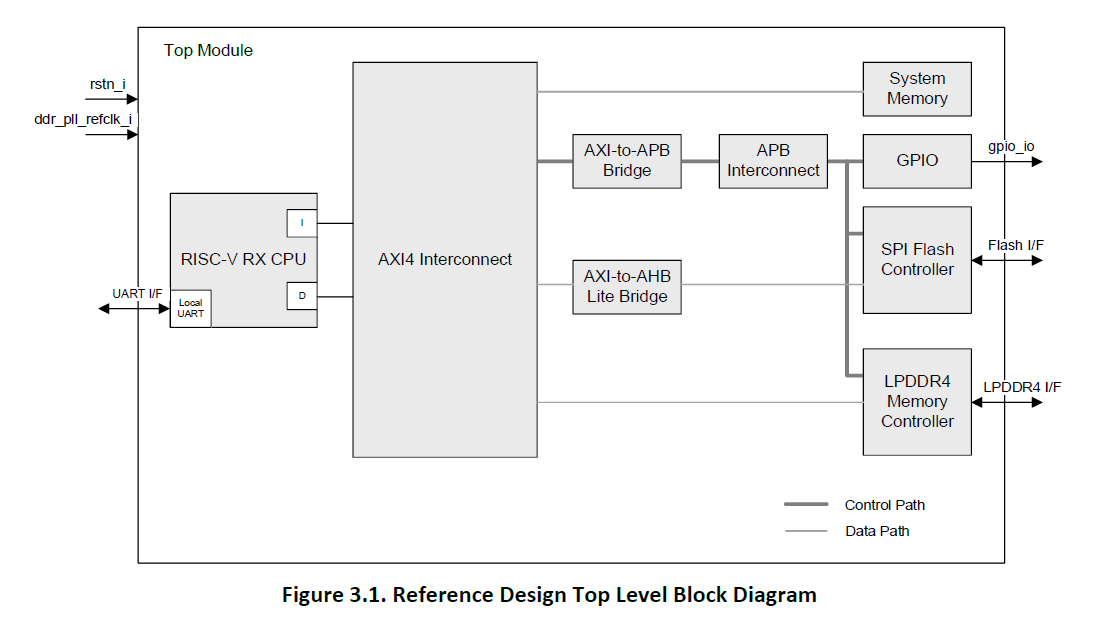 Top Module
rstn_i
ddr_pll_refclk_i
System
Memory
AXI-to-APB
Bridge
APB
Interconnect
GPIO
gpio_io
I
RISC-V RX CPU
D
Local
UART
UART I/F
AXI4 Interconnect
SPI Flash
Controller
Flash I/F
AXI-to-AHB
Lite Bridge
LPDDR4
Memory
Controller
LPDDR4 I/F
Control Path
Data Path
Figure 3.1. Reference Design Top Level Block Diagram